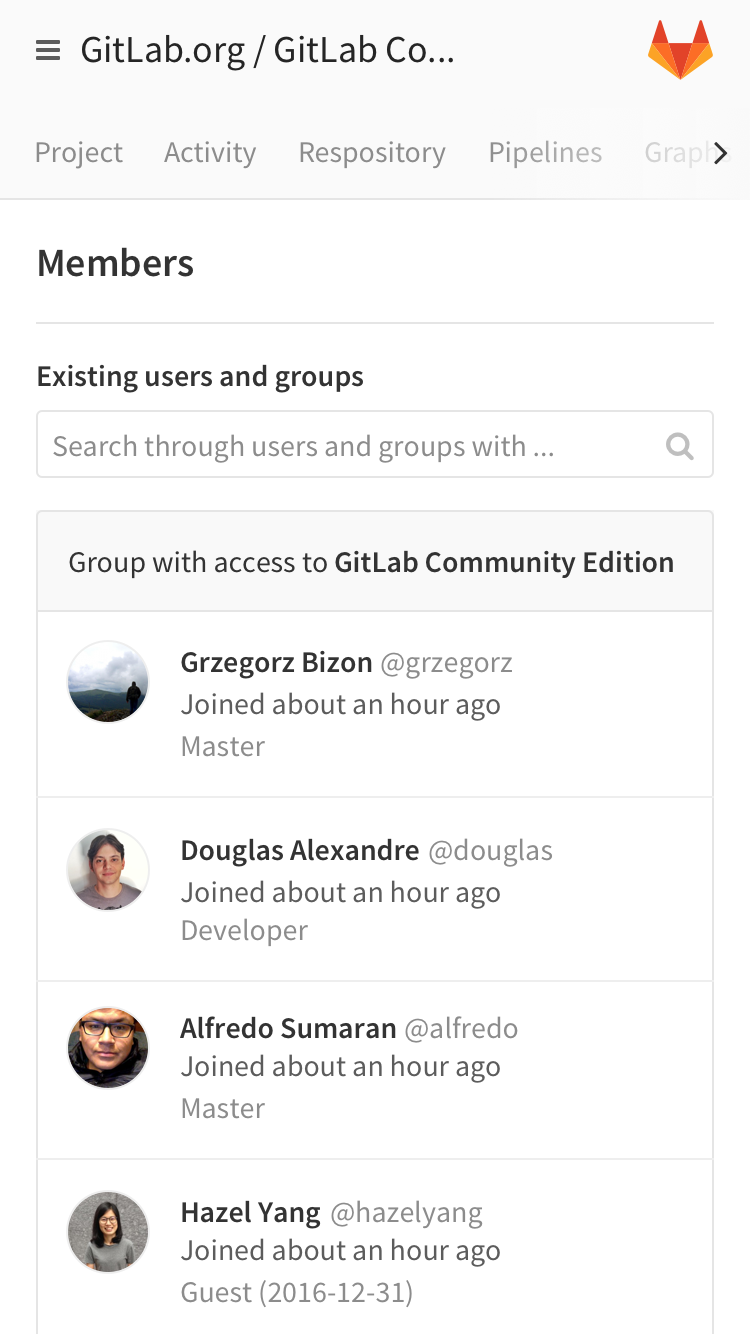 GitLab.org / GitLab Co...
Project Activity Respository Pipelines Graphs
Members
Existing users and groups
Search through users and groups with ...
Group with access to GitLab Community Edition
Grzegorz Bizon @grzegorz
Joined about an hour ago
Master
Douglas Alexandre @douglas
Joined about an hour ago
Developer
Alfredo Sumaran @alfredo
Joined about an hour ago
Master
Hazel Yang @hazelyang
Joined about an hour ago
Guest (2016-12-31)